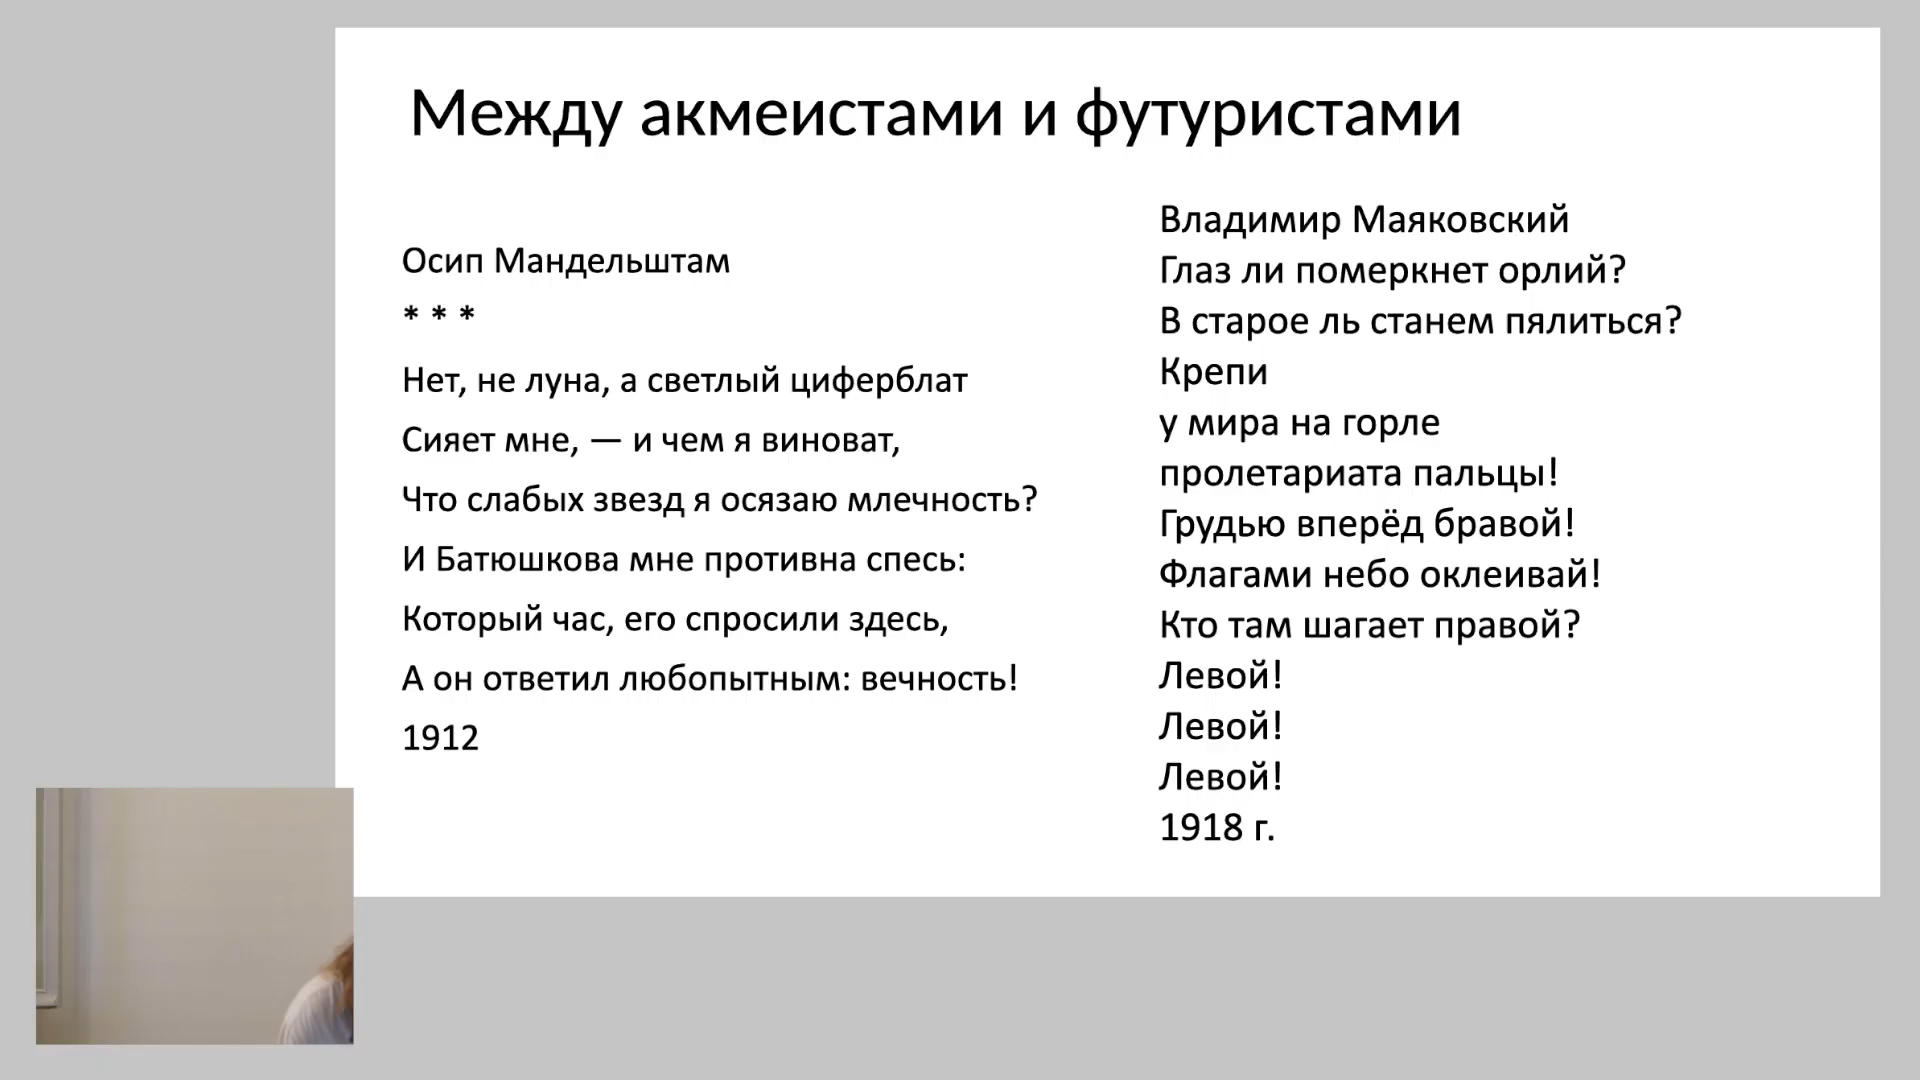 Между акмеистами и футуристами
Осип Мандельштам
* * *
Нет, не луна, а светлый циферблат
Сияет мне, — и чем я виноват,
Что слабых звезд я осязаю млечность?
И Батюшкова мне противна спесь:
Который час, его спросили здесь,
А он ответил любопытным: вечность!
1912
Владимир Маяковский
Глаз ли померкнет орлий?
В старое ль станем пялиться?
Крепи
у мира на горле
пролетариата пальцы!
Грудью вперёд бравой!
Флагами небо оклеивай!
Кто там шагает правой?
Левой!
Левой!
Левой!
1918 г.